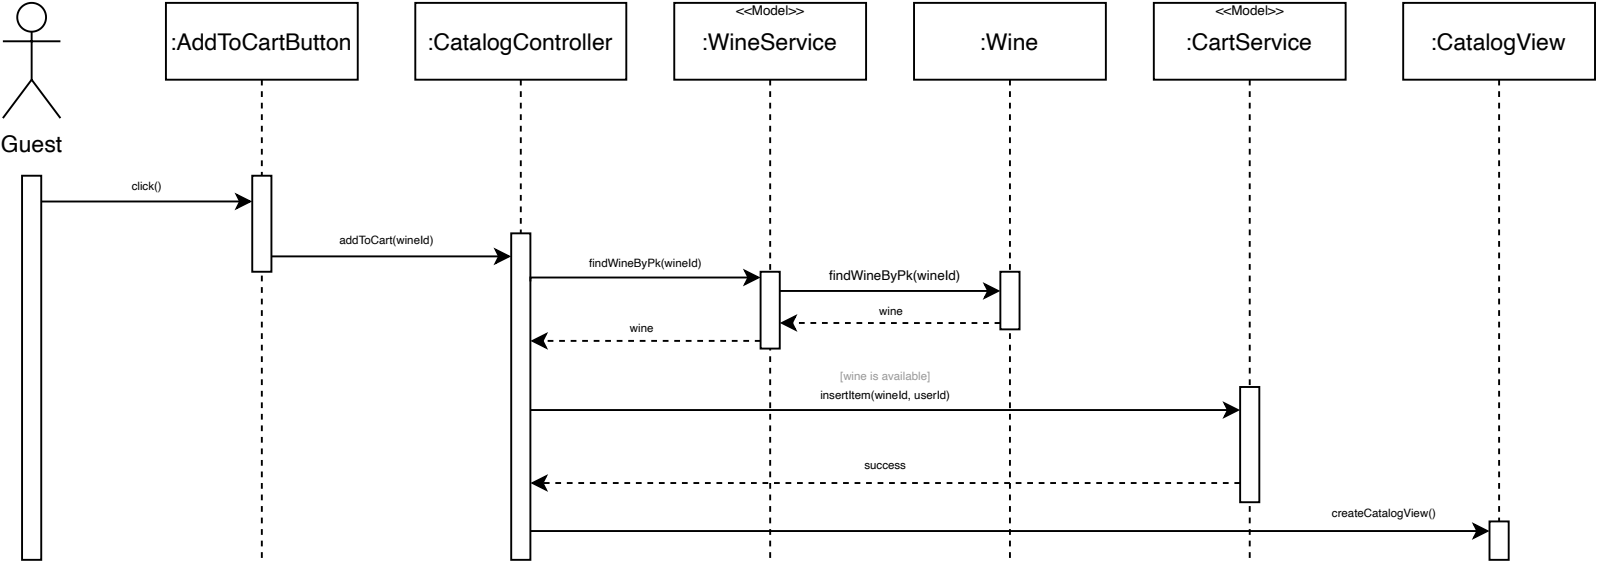 <<Model>>
<<Model>>
:AddToCartButton
:CatalogController
:WineService
:Wine
:CartService
:CatalogView
Guest
click()
addToCart(wineId)
findWineByPk(wineId)
findWineByPk(wineId)
wine
wine
[wine is available]
insertItem(wineId, userId)
success
createCatalogView()